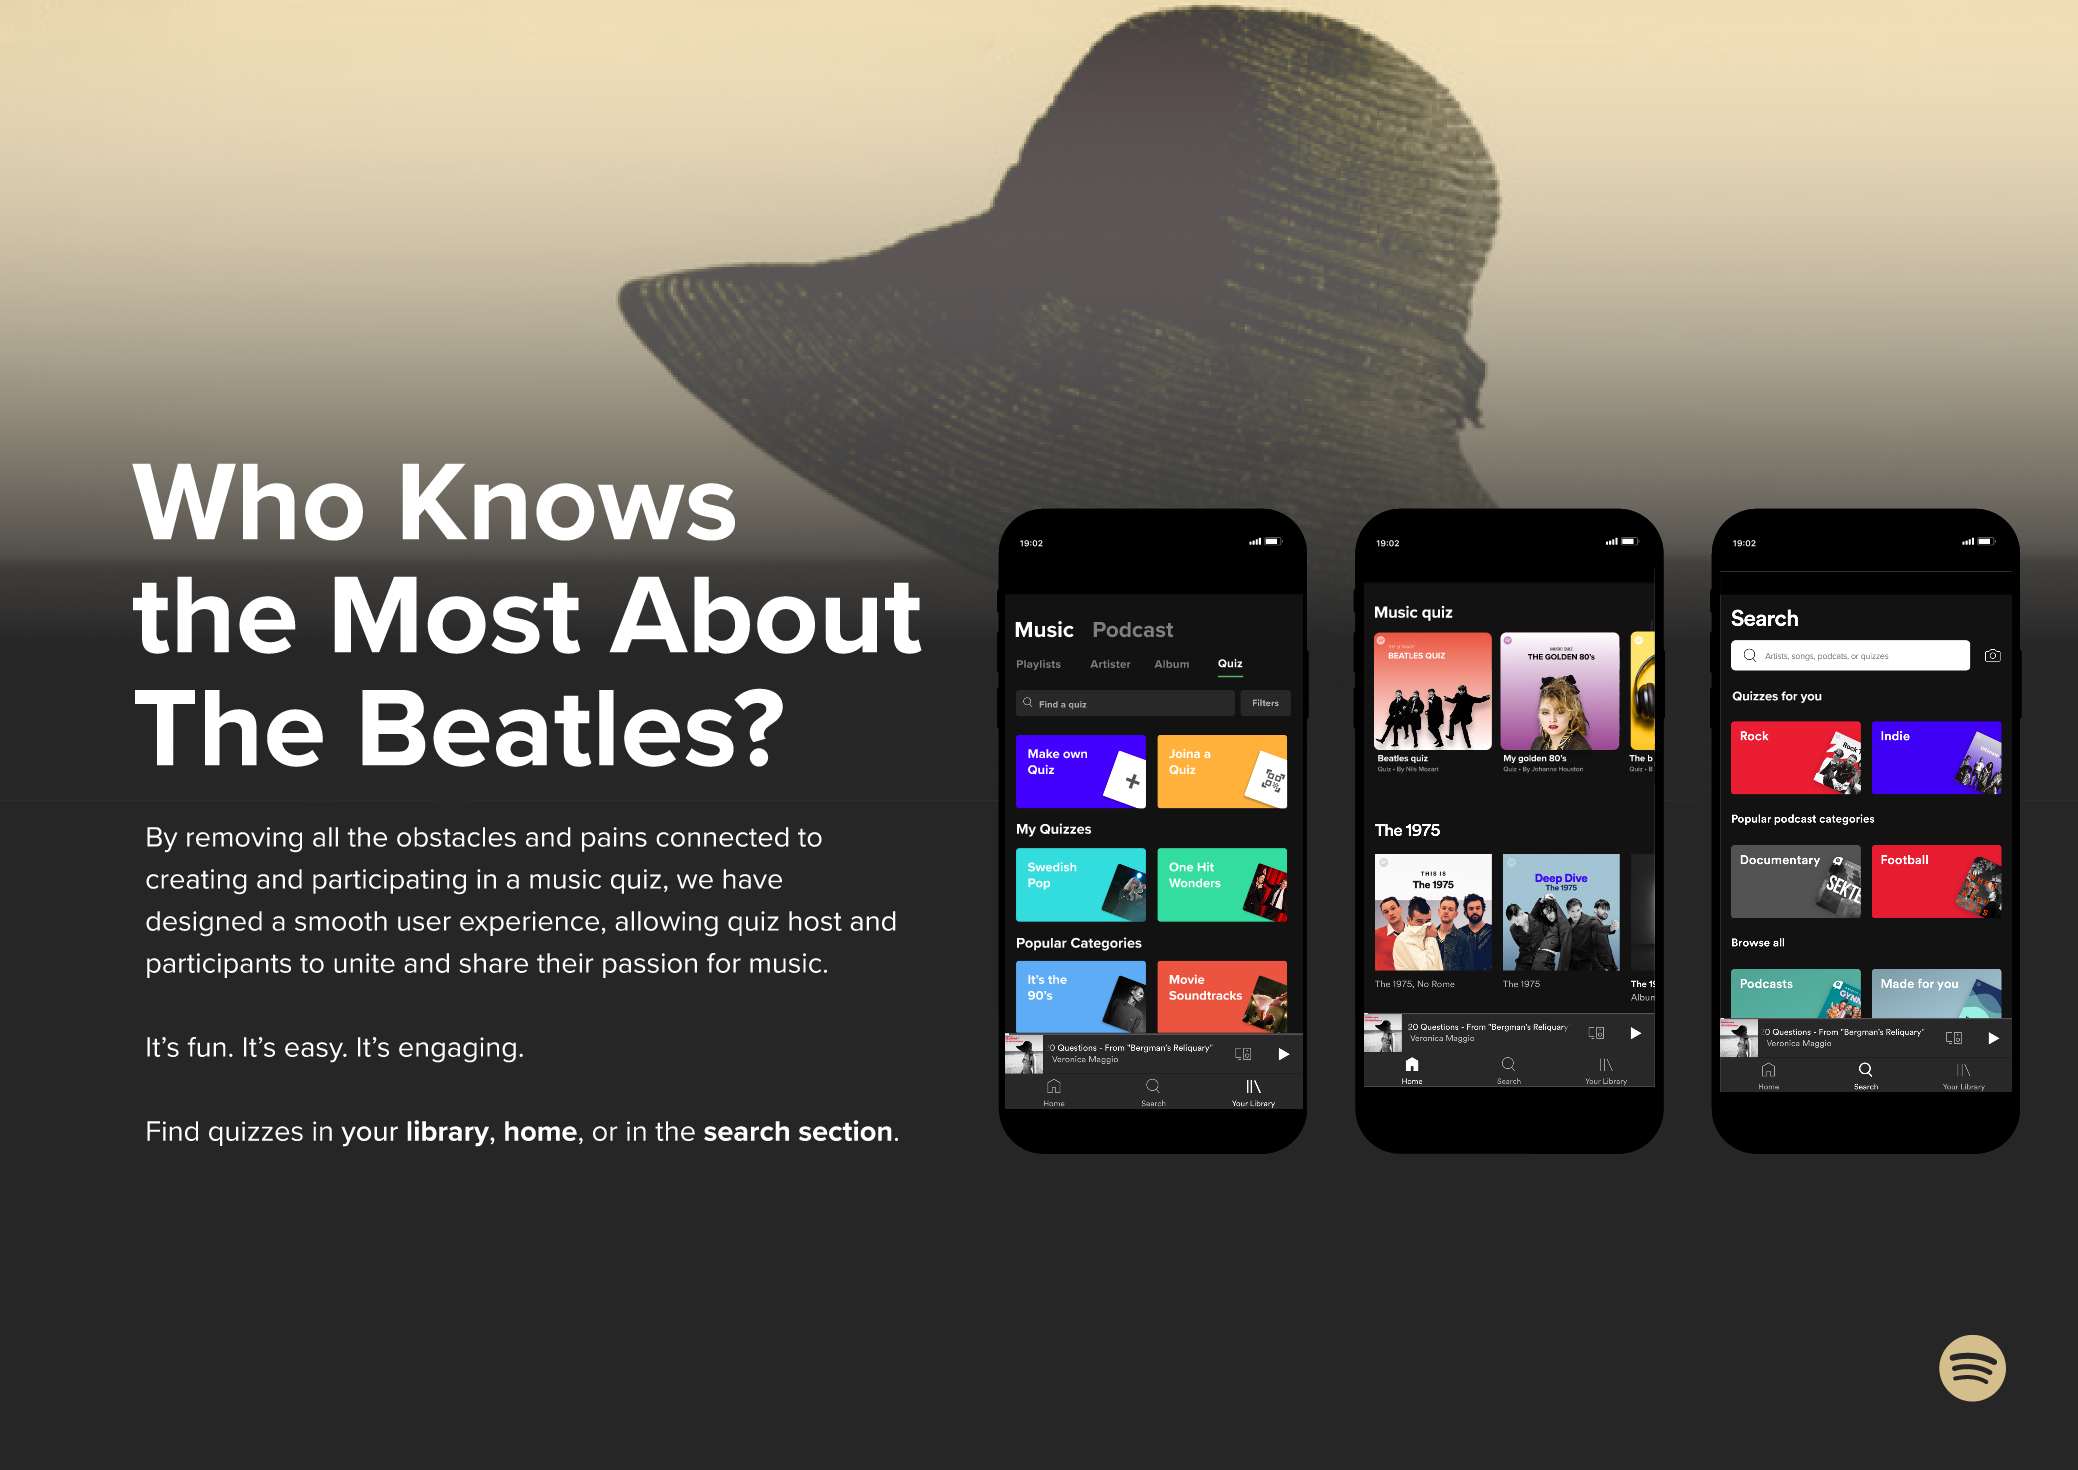 Who Knows
the Most About
The Beatles?
By removing all the obstacles and pains connected to
creating and participating in a music quiz, we have
designed a smooth user experience, allowing quiz host and
participants to unite and share their passion for music.
It’s fun. It’s easy. It’s engaging.
Find quizzes in your library, home, or in the search section.
19:02
Music Podcast
Playlists Artister Album Quiz
Find a quiz Filters
Make own
Quiz
Joina a
Quiz
My Quizzes
Swedish
Pop
One Hit
Wonders
Popular Categories
It’s the
90’s
Movie
Soundtracks
20 Questions - From "Bergman's Reliquary"
Veronica Maggio
Home Search Your Library
19:02
Music quiz
BEATLES QUIZ
MUSIC QUIZ
THE GOLDEN 80's
Beatles quiz
Quiz • By Nils Mozart
My golden 80's
Quiz • By Johanna Houston
The b
Quiz • B
The 1975
THIS IS
The 1975
Deep Dive
The 1975
The 1975, No Rome
The 1975
The 19
Album
20 Questions - From "Bergman's Reliquary
Veronica Maggio
Home Search Your Library
19:02
Search
Artists, songs, podcats, or quizzes
Quizzes for you
Rock
Indie
Popular podcast categories
Documentary
SEKTE
Football
Browse all
Podcasts
Made for you
20 Questions - From "Bergman's Reliquary"
Veronica Maggio
Home Search Your Library